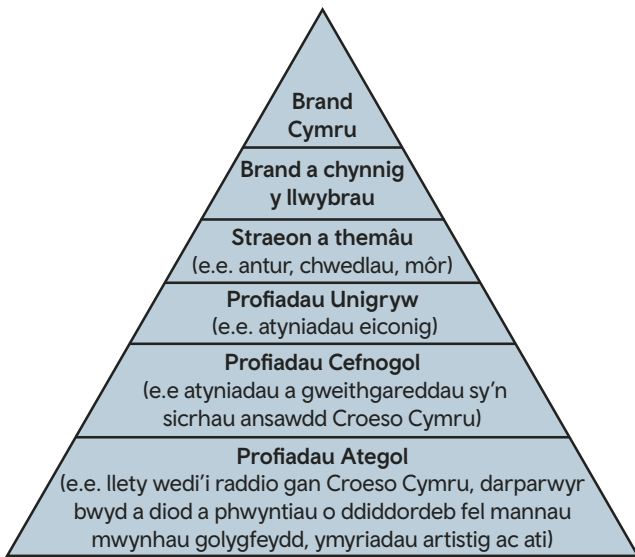 Brand
Cymru
Brand a chynnig
y llwybrau
Straeon a themâu
(e.e. antur, chwedlau, môr)
Profiadau Unigryw
(e.e. atyniadau eiconig)
Profiadau Cefnogol
(e.e atyniadau a gweithgareddau sy’n
sicrhau ansawdd Croeso Cymru)
Profiadau Ategol
(e.e. llety wedi’i raddio gan Croeso Cymru, darparwyr
bwyd a diod a phwyntiau o ddiddordeb fel mannau
mwynhau golygfeydd, ymyriadau artistig ac ati)